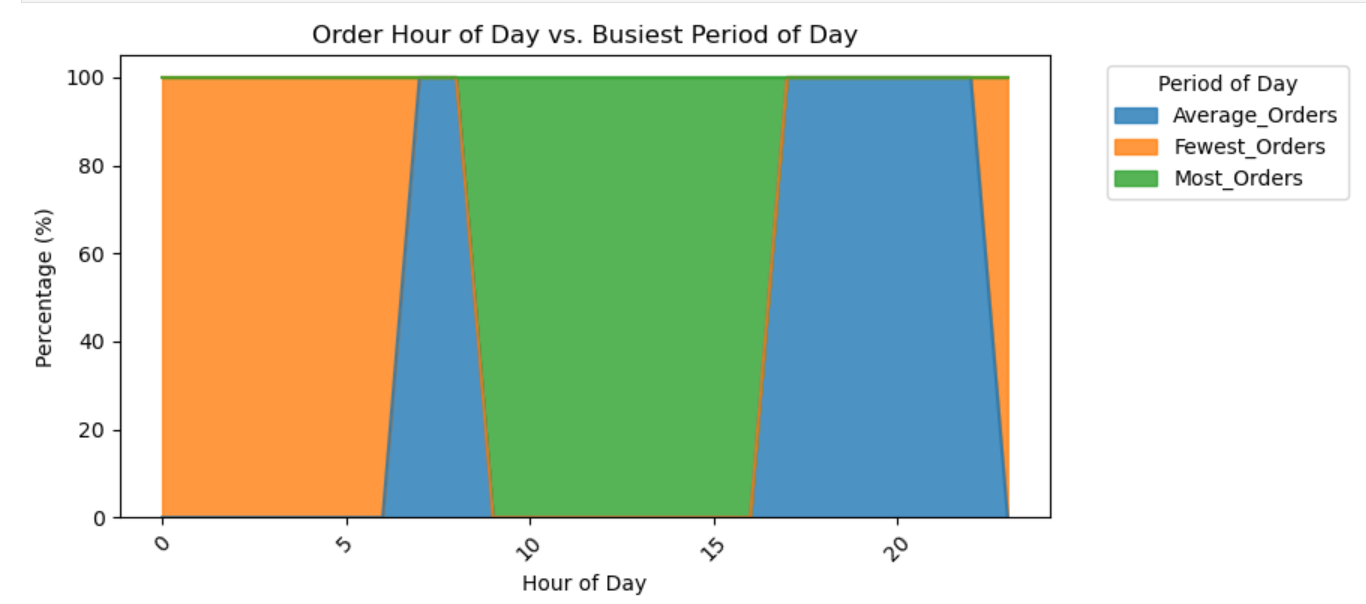 Order Hour of Day vs. Busiest Period of Day
Period of Day
Average_Orders
Fewest_Orders
Most_Orders
Percentage (%)
100
80
60
40
20
0
0 5 10 15 20
Hour of Day